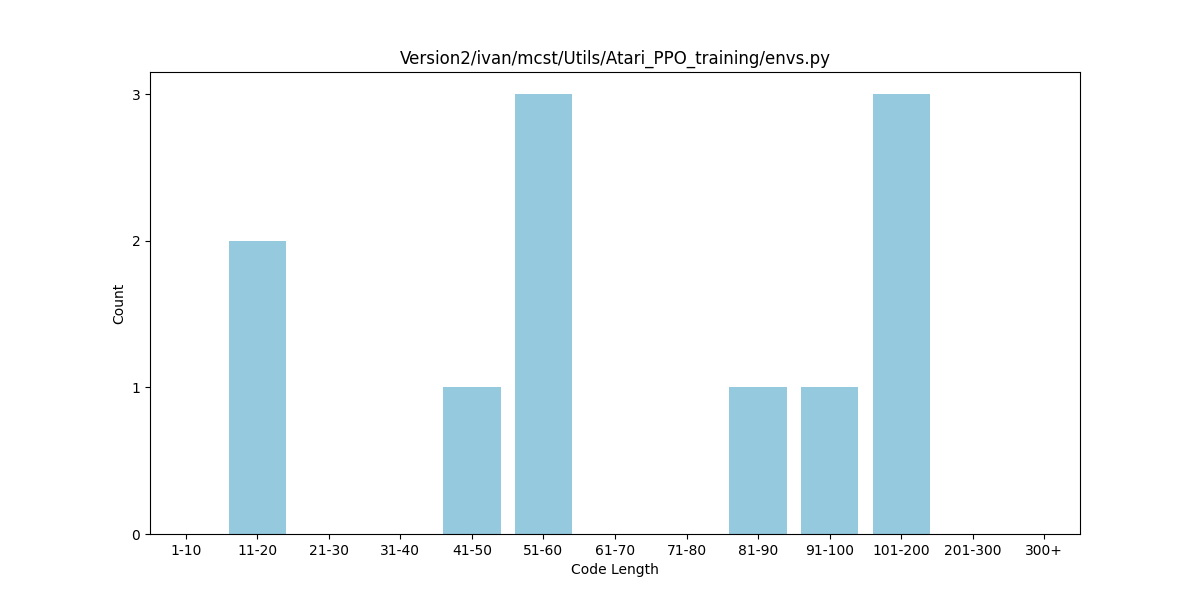 Version2/ivan/mcst/Utils/Atari_PPO_training/envs.py
Count
3
2
1
0
1-10 11-20 21-30 31-40 41-50 51-60 61-70 71-80 81-90 91-100 101-200 201-300 300+
Code Length